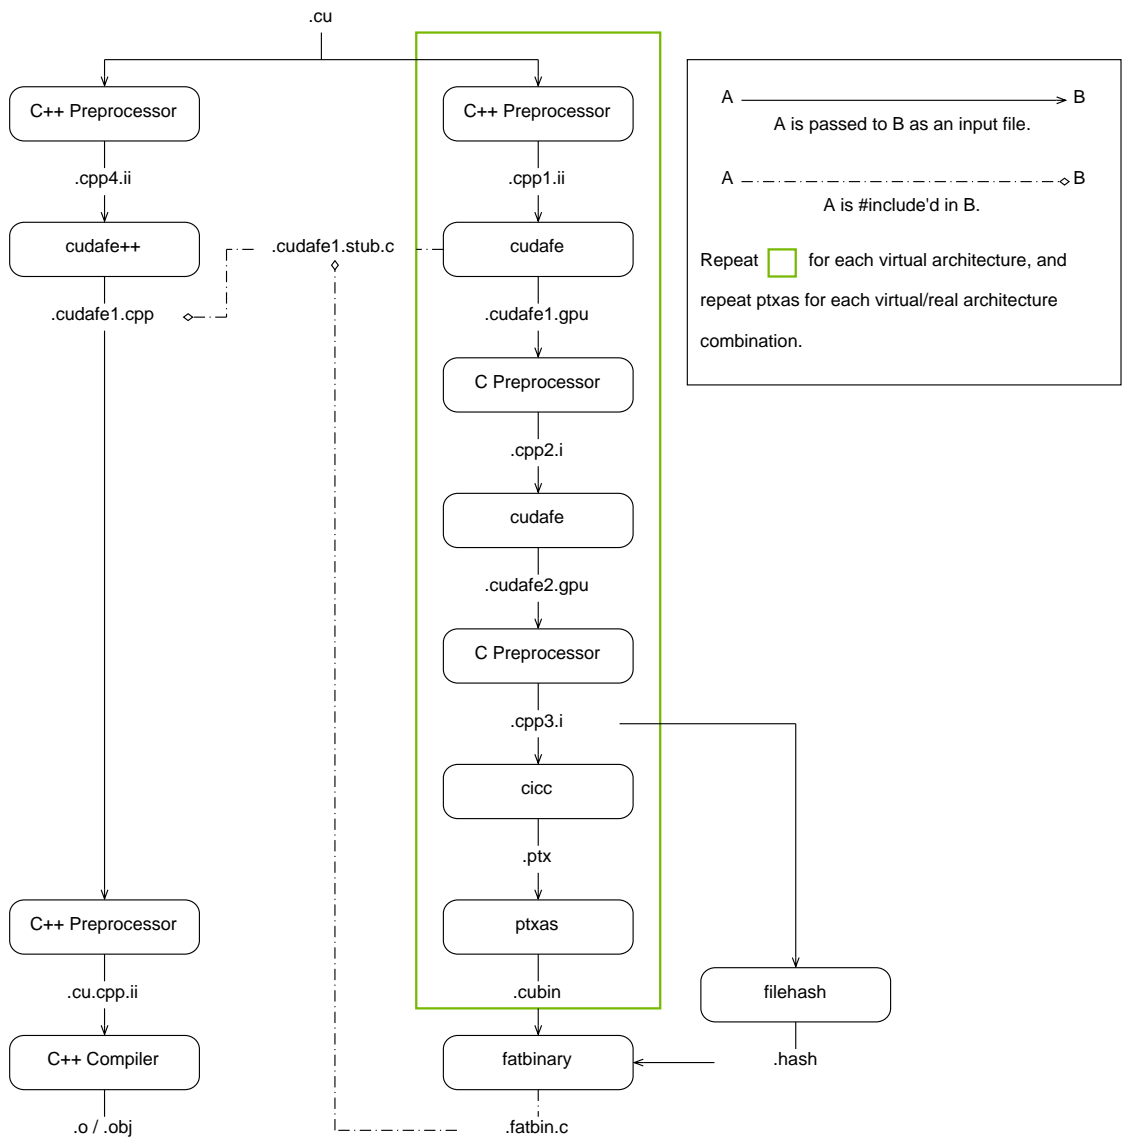 .cu
C++ Preprocessor
C++ Preprocessor
A
B
A is passed to B as an input file.
.cpp4.ii
.cpp1.ii
A
B
A is #include'd in B.
cudafe++
.cudafe1.stub.c
cudafe
Repeat for each virtual architecture, and
repeat ptxas for each virtual/real architecture
combination.
.cudafe1.cpp
.cudafe1.gpu
C Preprocessor
.cpp2.i
cudafe
.cudafe2.gpu
C Preprocessor
.cpp3.i
cicc
.ptx
C++ Preprocessor
ptxas
.cu.cpp.ii
.cubin
filehash
C++ Compiler
fatbinary
.hash
.o / .obj
.fatbin.c